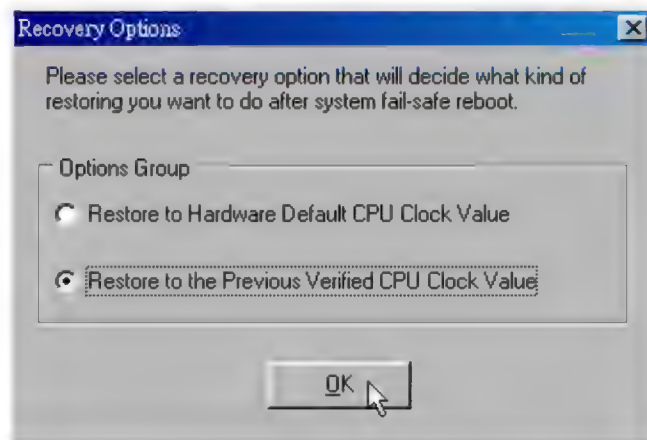 Recovery Options
Please select a recovery option that will decide what kind of
restoring you want to do after system fail-safe reboot.
Options Group
Restore to Hardware Default CPU Clock Value
Restore to the Previous Verified CPU Clock Value
OK